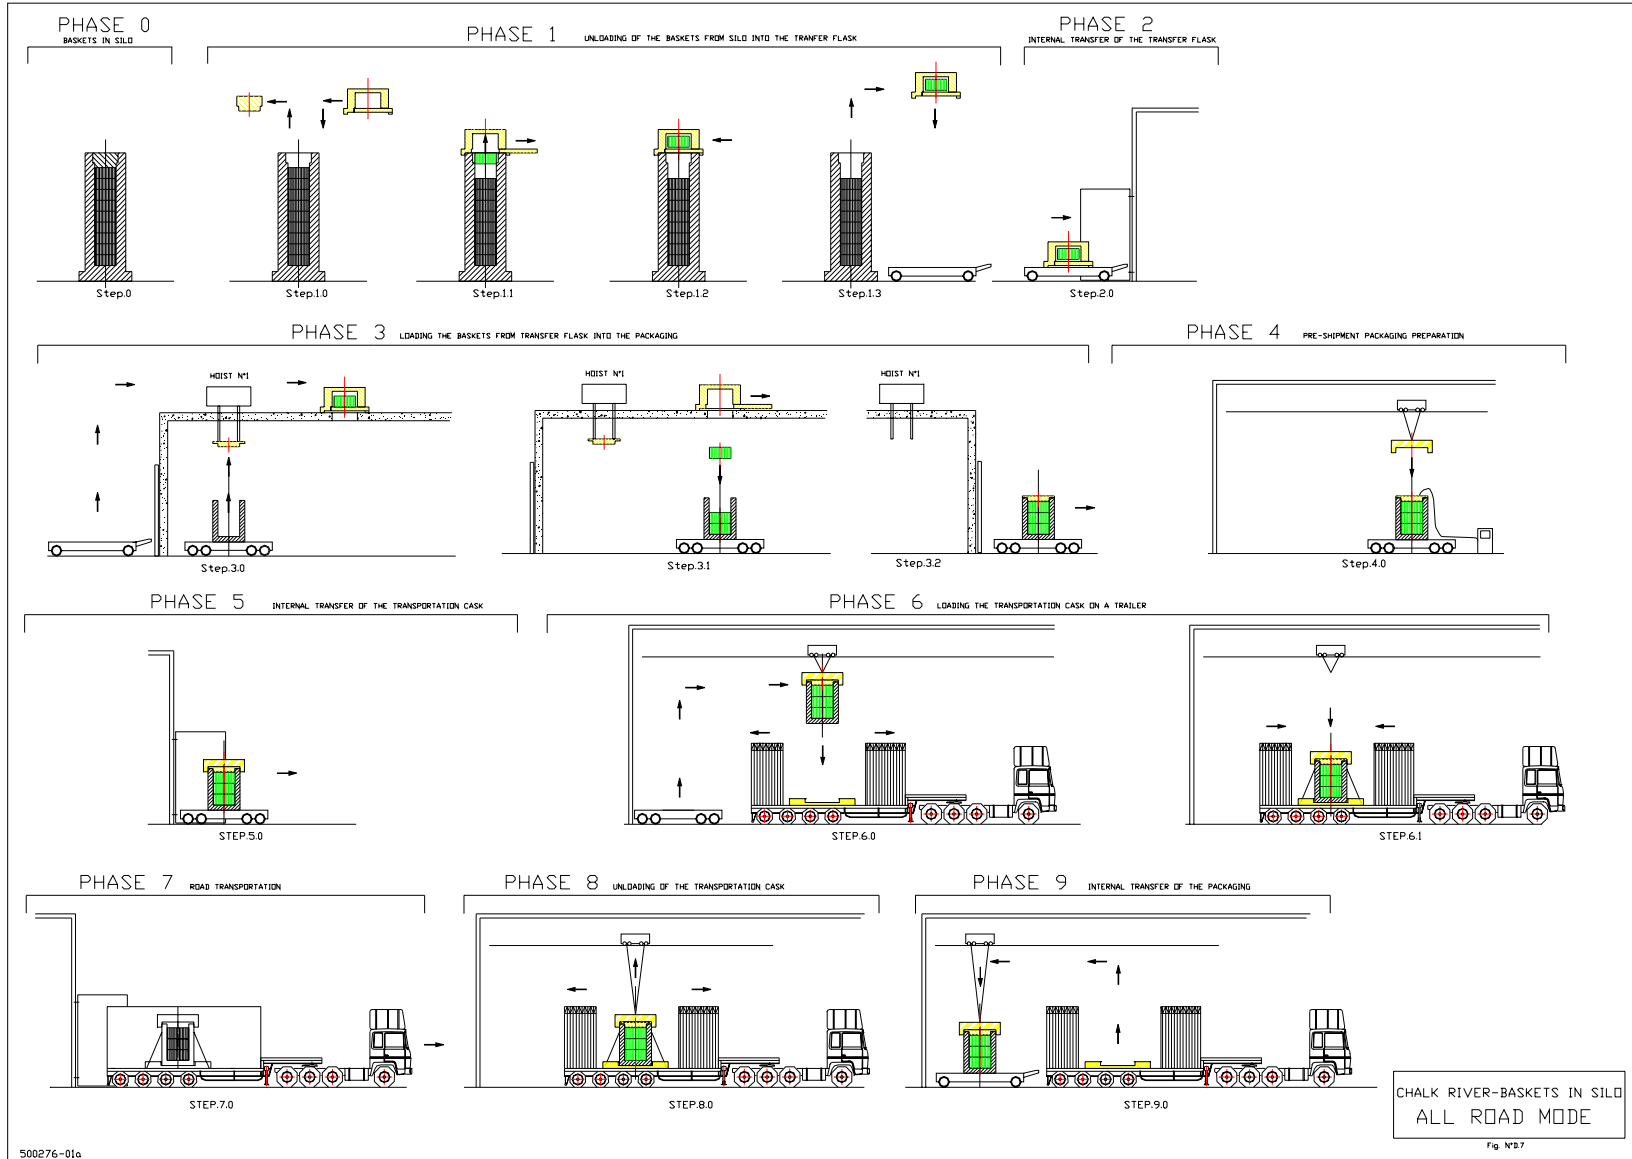 PHASE 0
BASKETS IN SILO
PHASE 1 UNLOADING OF THE BASKETS FROM SILO INTO THE TRANFER FLASK
PHASE 2
INTERNAL TRANSFER OF THE TRANSFER FLASK
Step.0
Step.1.0
Step.1.1
Step.1.2
Step.1.3
Step.2.0
PHASE 3 LOADING THE BASKETS FROM TRANSFER FLASK INTO THE PACKAGING
PHASE 4 PRE-SHIPMENT PACKAGING PREPARATION
HOIST N°1
HOIST N°1
HOIST N°1
Step.3.0
Step.3.1
Step.3.2
Step.4.0
PHASE 5 INTERNAL TRANSFER OF THE TRANSPORTATION CASK
PHASE 6 LOADING THE TRANSPORTATION CASK ON A TRAILER
STEP.5.0
STEP.6.0
STEP.6.1
PHASE 7 ROAD TRANSPORTATION
PHASE 8 UNLOADING OF THE TRANSPORTATION CASK
PHASE 9 INTERNAL TRANSFER OF THE PACKAGING
STEP.7.0
STEP.8.0
STEP.9.0
CHALK RIVER-BASKETS IN SILO
ALL ROAD MODE
Fig. N°D.7
500276-01a